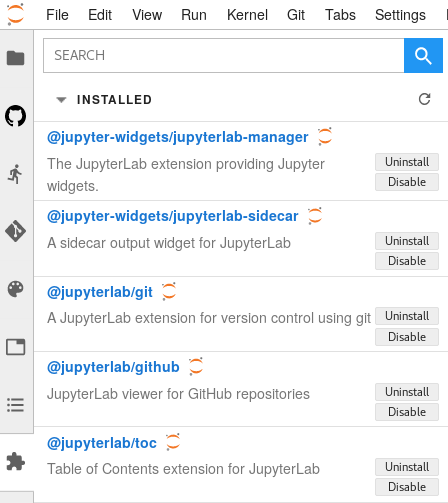 File Edit View Run Kernel Git Tabs Settings
SEARCH
INSTALLED
@jupyter-widgets/jupyterlab-manager
The JupyterLab extension providing Jupyter
widgets.
Uninstall
Disable
@jupyter-widgets/jupyterlab-sidecar
A sidecar output widget for JupyterLab
Uninstall
Disable
@jupyterlab/git
A JupyterLab extension for version control using git
Uninstall
Disable
@jupyterlab/github
JupyterLab viewer for GitHub repositories
Uninstall
Disable
@jupyterlab/toc
Table of Contents extension for JupyterLab
Uninstall
Disable